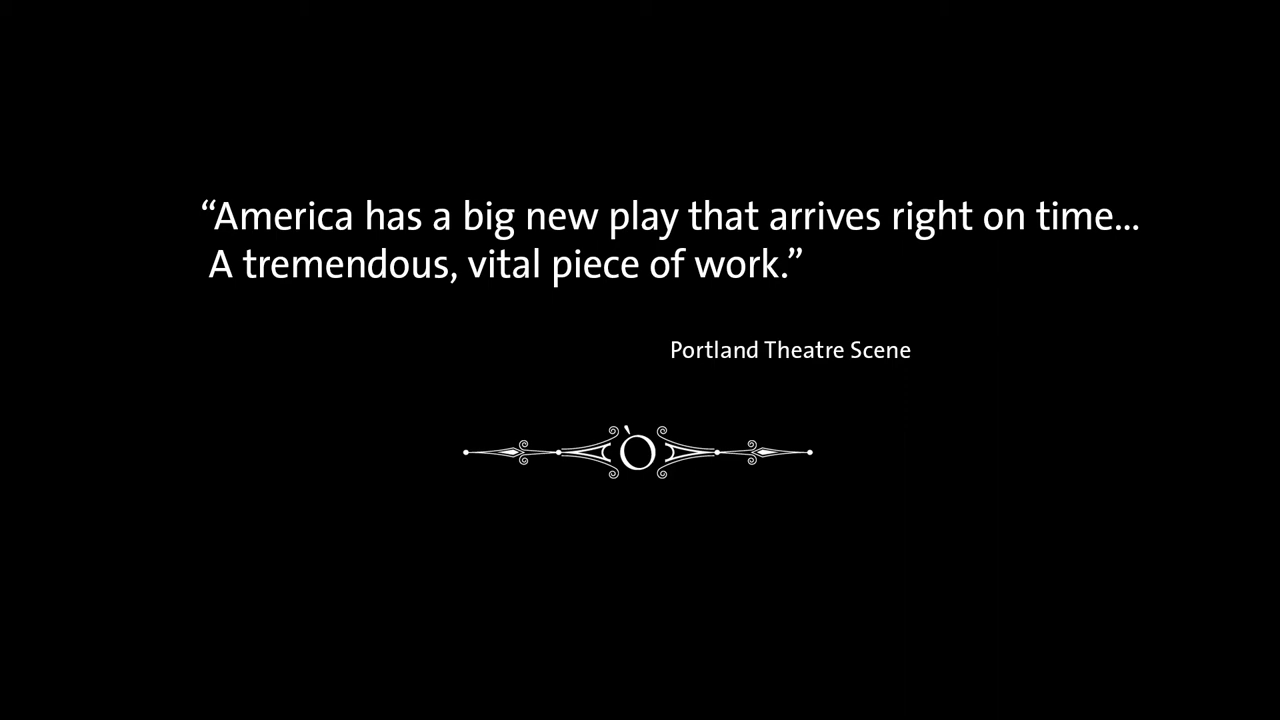 “America has a big new play that arrives right on time...
A tremendous, vital piece of work.”
Portland Theatre Scene
Ò